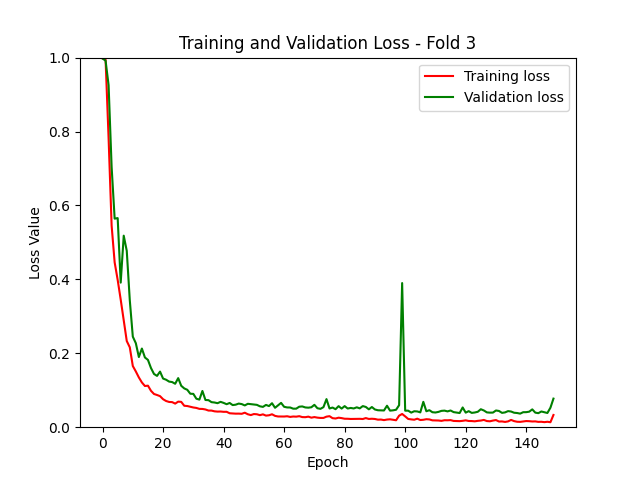 Training and Validation Loss - Fold 3
Training loss
Validation loss
Loss Value
1.0
0.8
0.6
0.4
0.2
0.0
0 20 40 60 80 100 120 140
Epoch